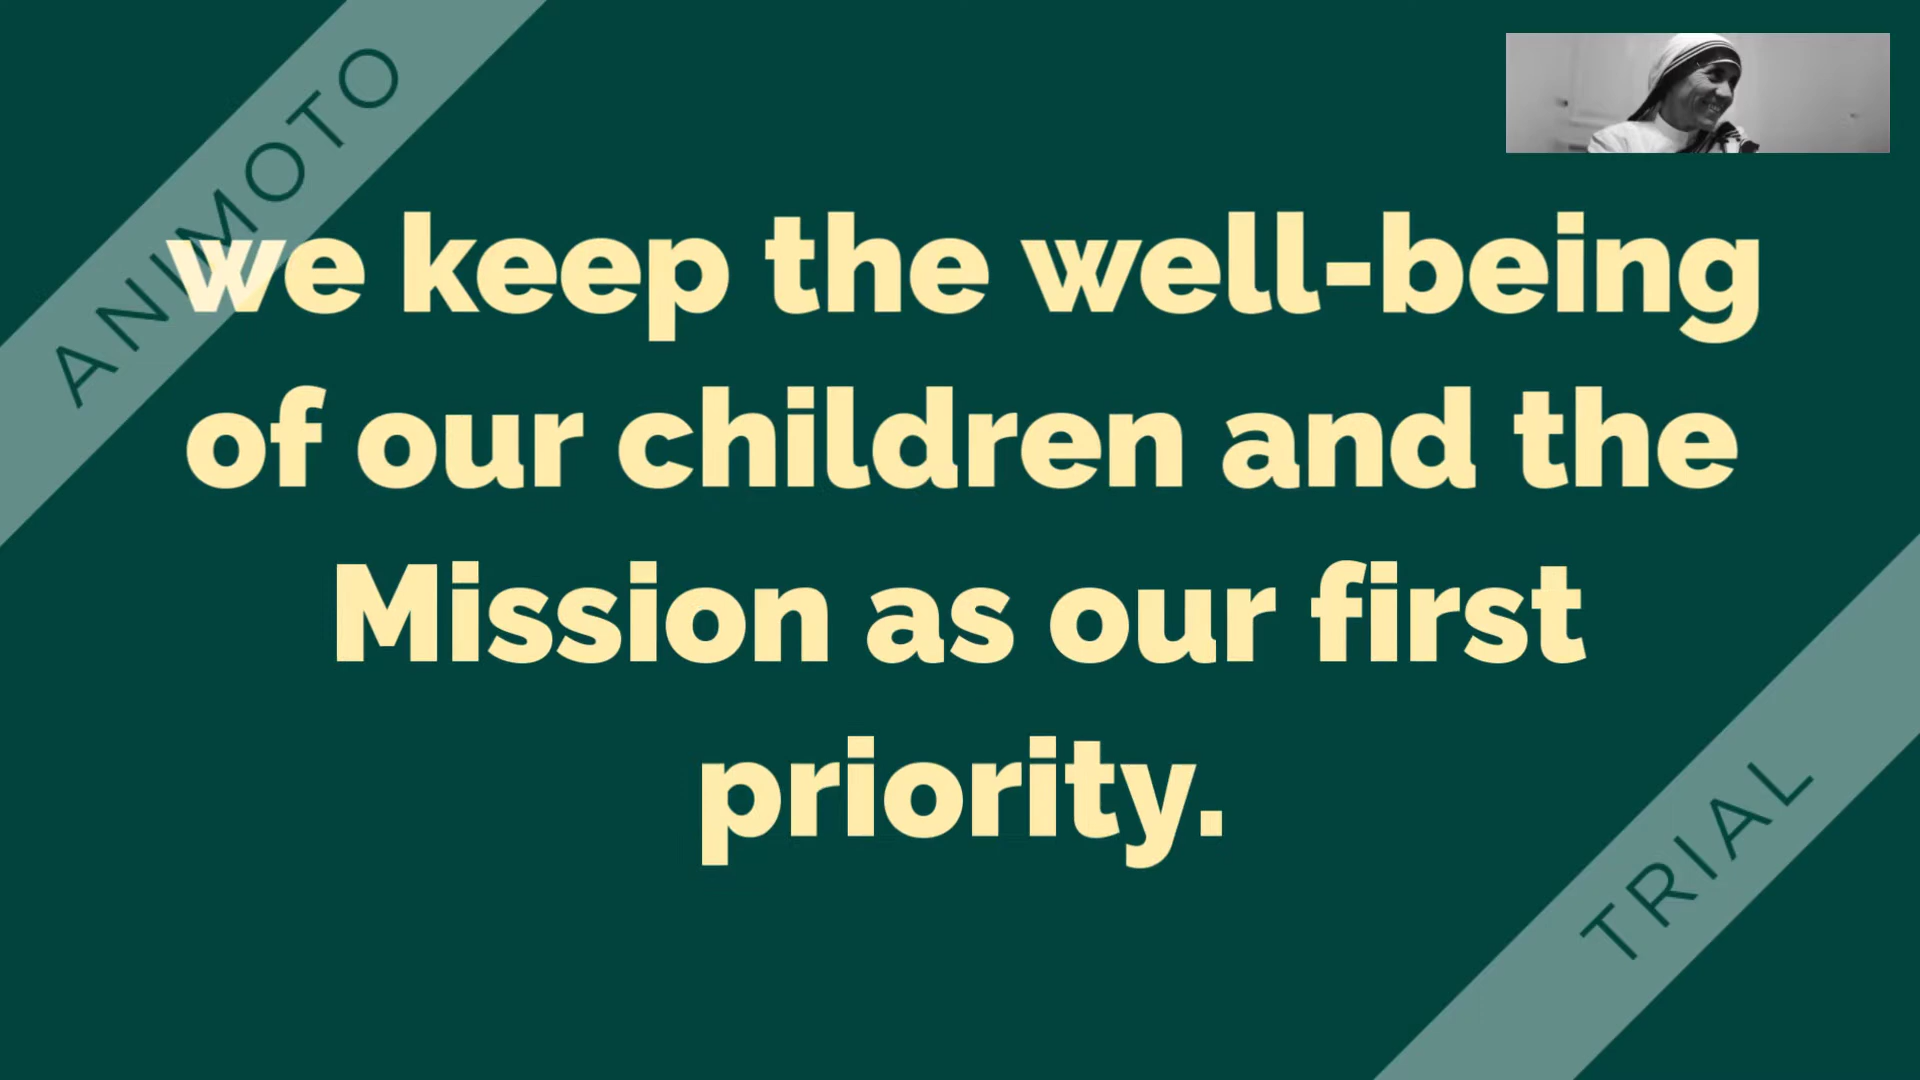 ANIMOTO
we keep the well-being
of our children and the
Mission as our first
priority.
TRIAL